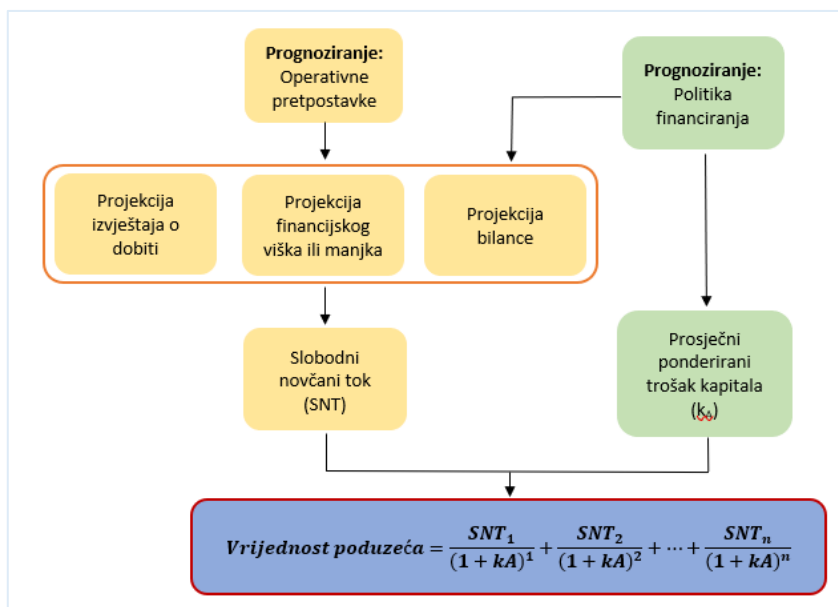 Prognoziranje:
Operativne
pretpostavke
Prognoziranje:
Politika
financiranja
Projekcija
izvještaja o
dobiti
Projekcija
financijskog
viška ili manjka
Projekcija
bilance
Slobodni
novčani tok
(SNT)
Prosječni
ponderirani
trošak kapitala
(kA)
Vrijednost poduzeća = SNT₁/(1 + kA)¹ + SNT₂/(1 + kA)² + ⋯ + SNTₙ/(1 + kA)ⁿ